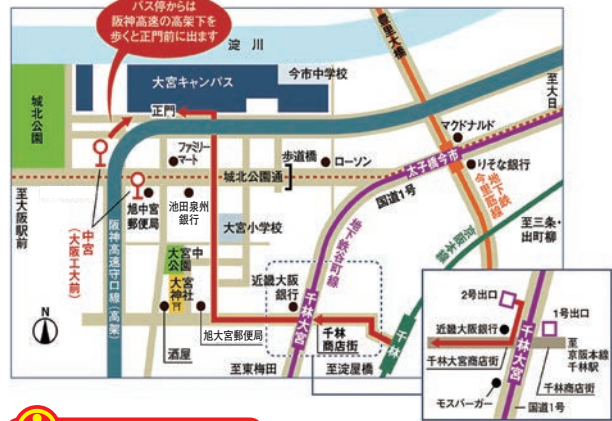 バス停からは
阪神高速の高架下を
歩くと正門前に出ます
淀川
豊里大橋
大宮キャンパス
今市中学校
至大日
城北公園
正門
マクドナルド
ファミリー
マート
歩道橋
ローソン
太子橋今市
りそな銀行
城北公園通
国道1号
地下鉄
今里筋線
至大阪駅前
中宮
(大阪工大前)
旭中宮
郵便局
池田泉州
銀行
阪神高速守口線(高架)
大宮小学校
地下鉄谷町線
京阪本線
至三条・
出町柳
大宮中
公園
大宮
神社
近畿大阪
銀行
千林大宮
千林
商店街
千林
N
酒屋
旭大宮郵便局
至東梅田
至淀屋橋
2号出口
1号出口
近畿大阪銀行
千林大宮
至
京阪本線
千林駅
千林大宮商店街
千林商店街
モスバーガー
国道1号